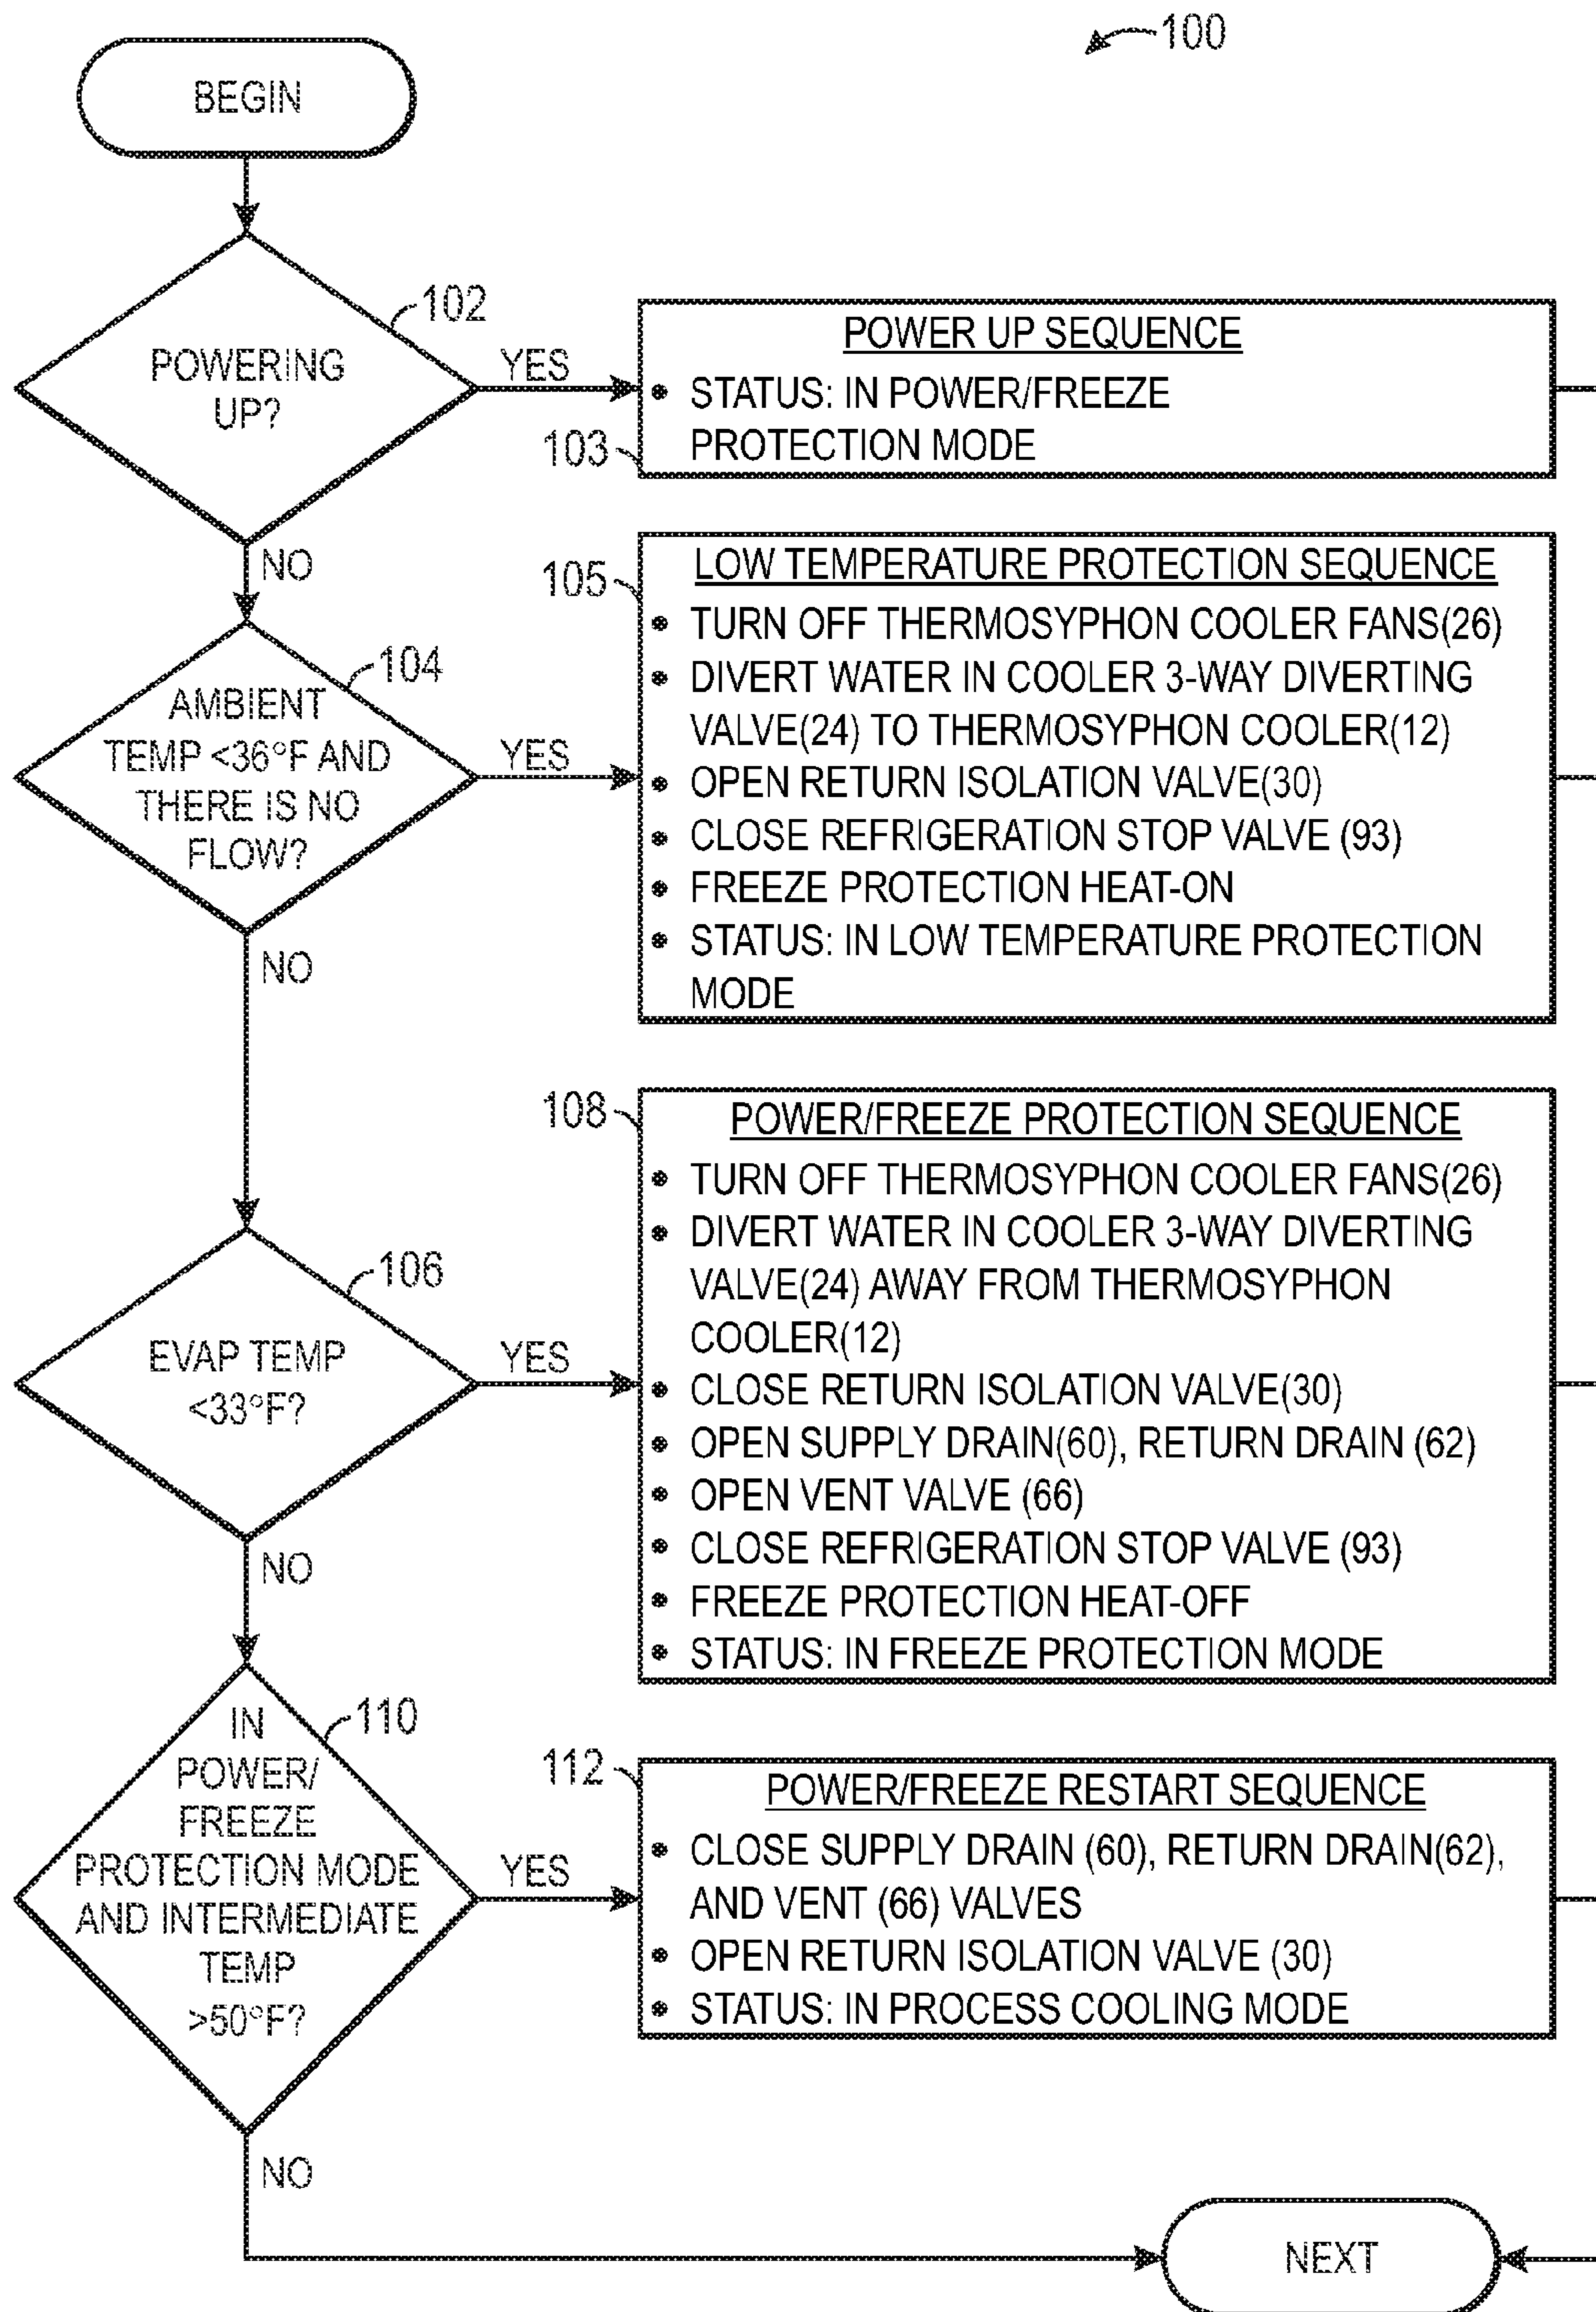 100
BEGIN
102
POWERING
UP?
YES
NO
POWER UP SEQUENCE
• STATUS: IN POWER/FREEZE
PROTECTION MODE
103
104
AMBIENT
TEMP <36°F AND
THERE IS NO
FLOW?
YES
NO
105
LOW TEMPERATURE PROTECTION SEQUENCE
• TURN OFF THERMOSYPHON COOLER FANS(26)
• DIVERT WATER IN COOLER 3-WAY DIVERTING
VALVE(24) TO THERMOSYPHON COOLER(12)
• OPEN RETURN ISOLATION VALVE(30)
• CLOSE REFRIGERATION STOP VALVE (93)
• FREEZE PROTECTION HEAT-ON
• STATUS: IN LOW TEMPERATURE PROTECTION
MODE
106
EVAP TEMP
<33°F?
YES
NO
108
POWER/FREEZE PROTECTION SEQUENCE
• TURN OFF THERMOSYPHON COOLER FANS(26)
• DIVERT WATER IN COOLER 3-WAY DIVERTING
VALVE(24) AWAY FROM THERMOSYPHON
COOLER(12)
• CLOSE RETURN ISOLATION VALVE(30)
• OPEN SUPPLY DRAIN(60), RETURN DRAIN (62)
• OPEN VENT VALVE (66)
• CLOSE REFRIGERATION STOP VALVE (93)
• FREEZE PROTECTION HEAT-OFF
• STATUS: IN FREEZE PROTECTION MODE
110
IN
POWER/
FREEZE
PROTECTION MODE
AND INTERMEDIATE
TEMP
>50°F?
YES
NO
112
POWER/FREEZE RESTART SEQUENCE
• CLOSE SUPPLY DRAIN (60), RETURN DRAIN(62),
AND VENT (66) VALVES
• OPEN RETURN ISOLATION VALVE (30)
• STATUS: IN PROCESS COOLING MODE
NEXT